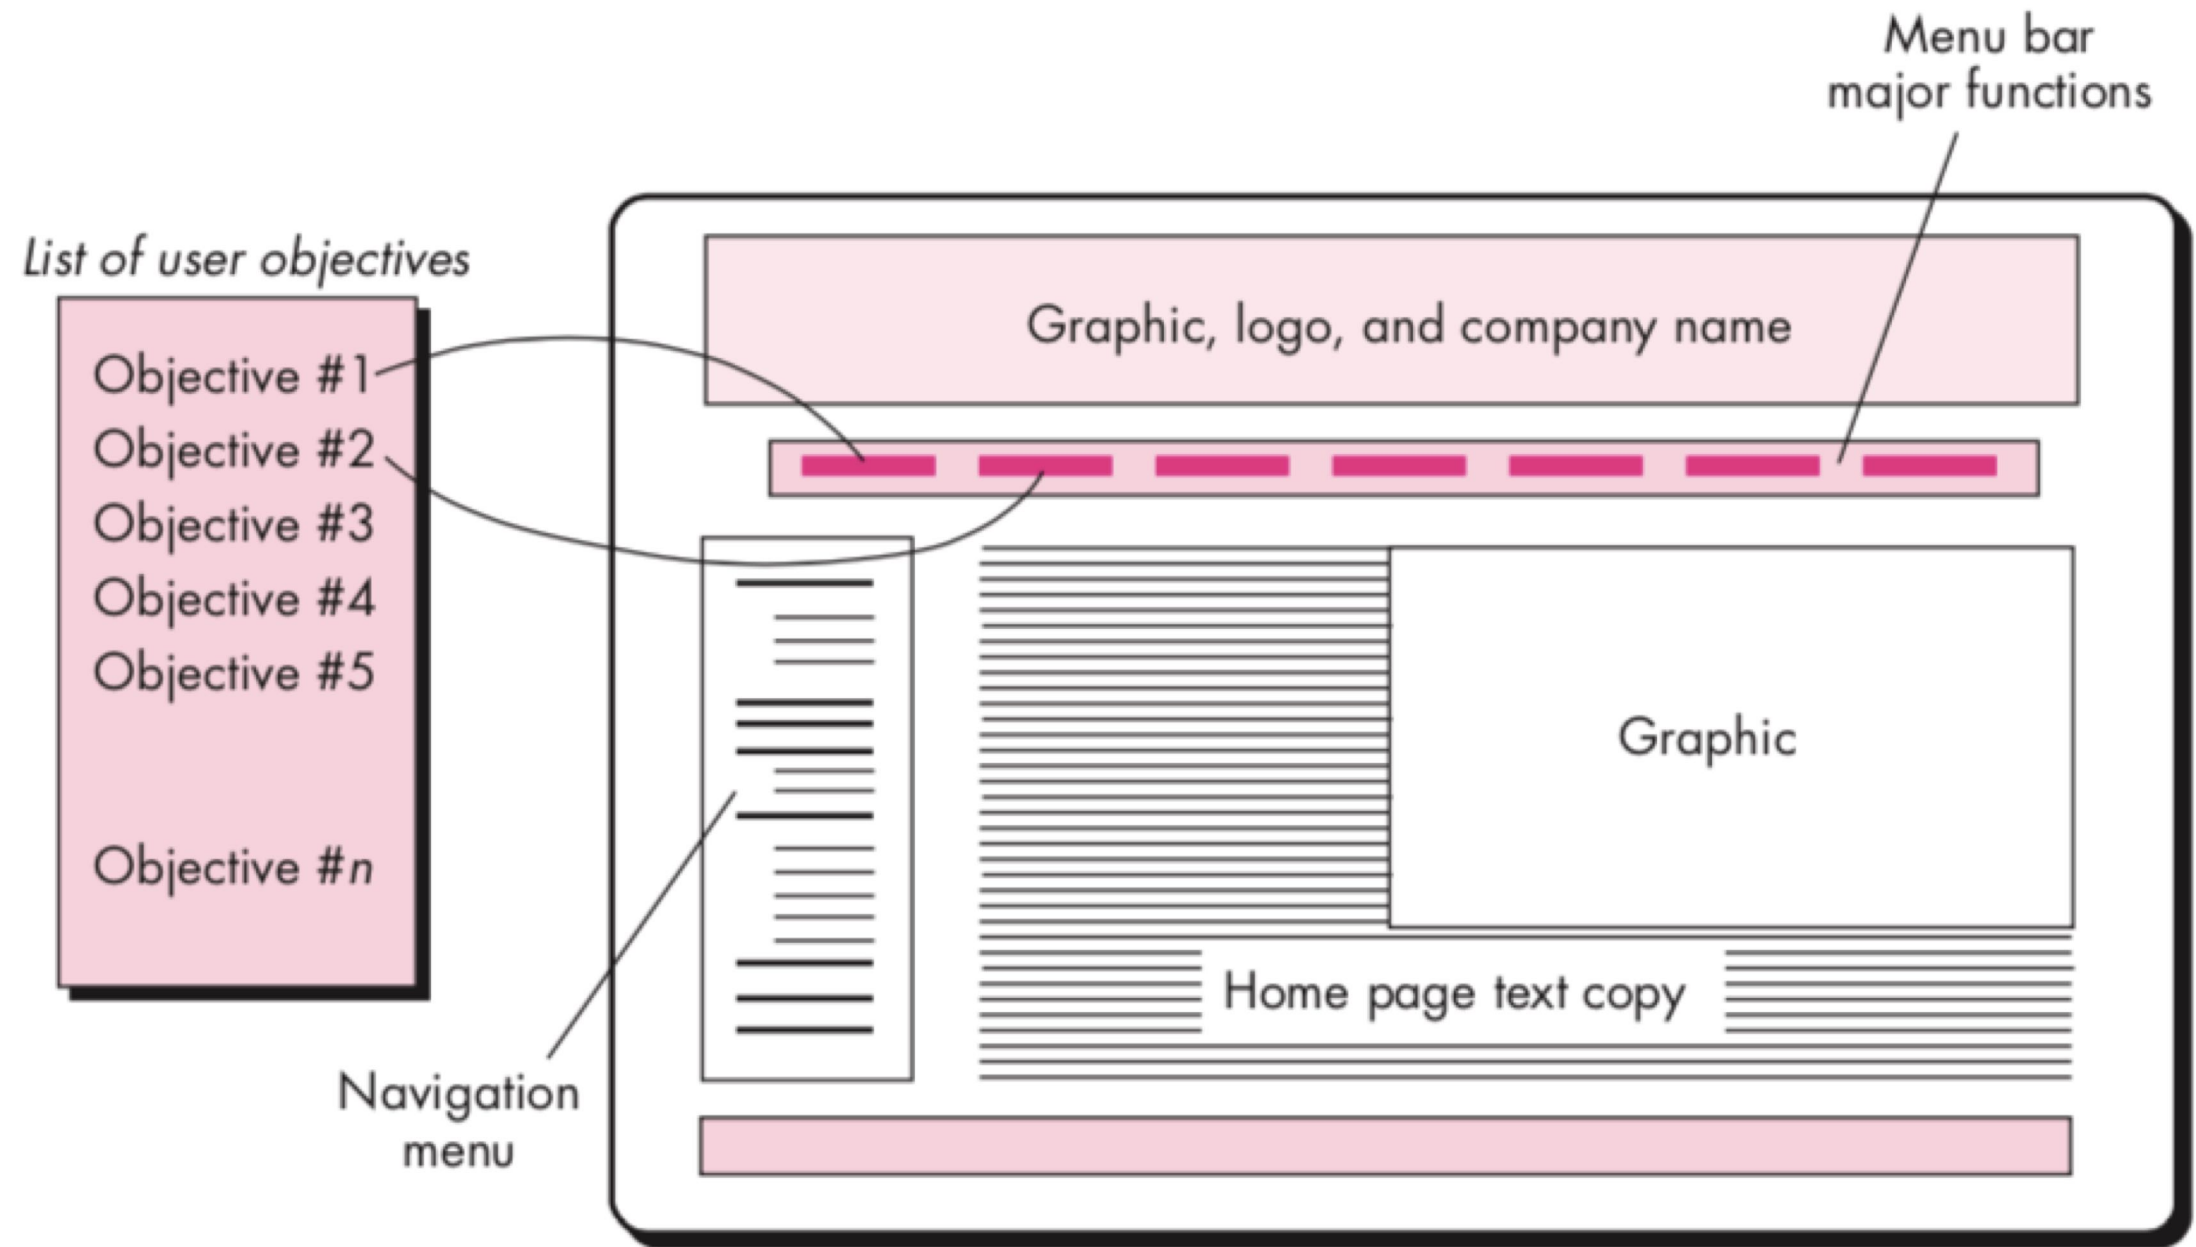 Menu bar
major functions
List of user objectives
Objective #1
Objective #2
Objective #3
Objective #4
Objective #5
Objective #n
Graphic, logo, and company name
Graphic
Home page text copy
Navigation
menu